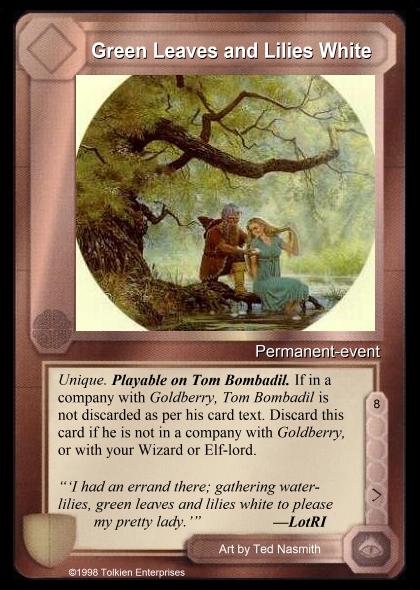 Green Leaves and Lilies White
Permanent-event
Unique. Playable on Tom Bombadil. If in a
company with Goldberry, Tom Bombadil is
not discarded as per his card text. Discard this
card if he is not in a company with Goldberry,
or with your Wizard or Elf-lord.
8
“‘I had an errand there; gathering water-
lilies, green leaves and lilies white to please
my pretty lady.’” —LotRI
Art by Ted Nasmith
©1998 Tolkien Enterprises